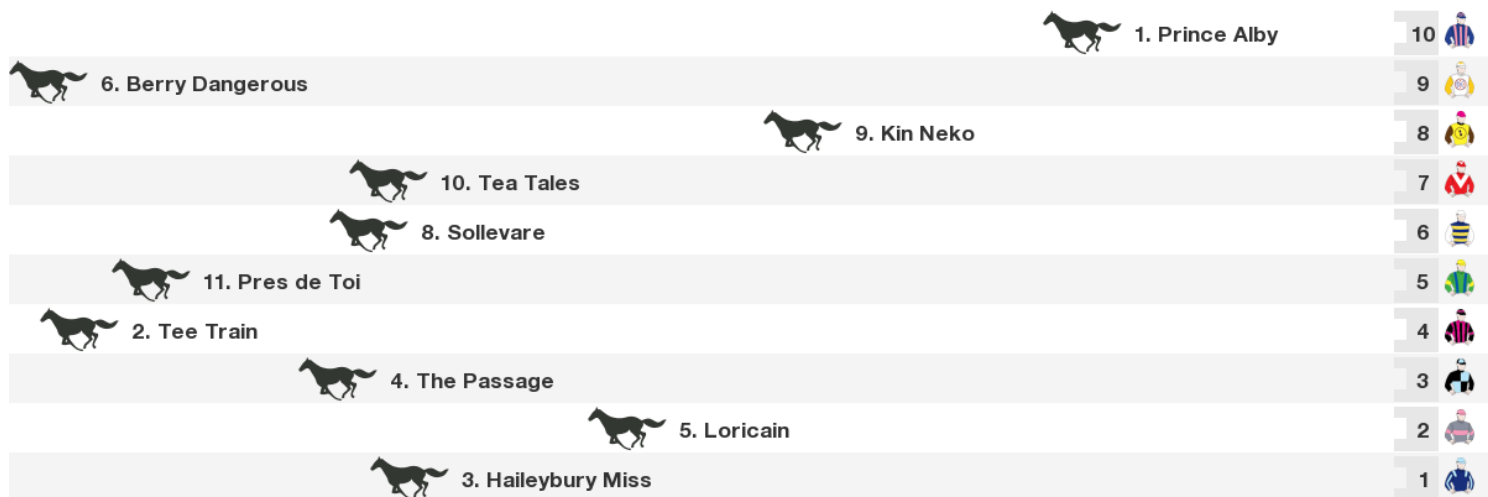 1. Prince Alby 10
6. Berry Dangerous 9
9. Kin Neko 8
10. Tea Tales 7
8. Sollevare 6
11. Pres de Toi 5
2. Tee Train 4
4. The Passage 3
5. Loricain 2
3. Haileybury Miss 1